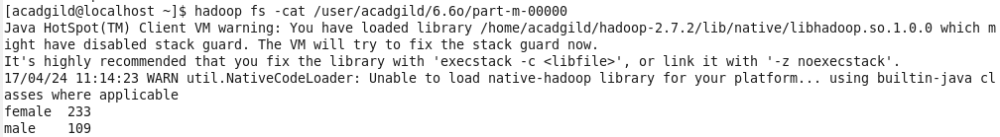 [acadgild@localhost ~]$ hadoop fs -cat /user/acadgild/6.6o/part-m-00000
Java HotSpot(TM) Client VM warning: You have loaded library /home/acadgild/hadoop-2.7.2/lib/native/libhadoop.so.1.0.0 which m
ight have disabled stack guard. The VM will try to fix the stack guard now.
It's highly recommended that you fix the library with 'execstack -c <libfile>', or link it with '-z noexecstack'.
17/04/24 11:14:23 WARN util.NativeCodeLoader: Unable to load native-hadoop library for your platform... using builtin-java cl
asses where applicable
female  233
male    109